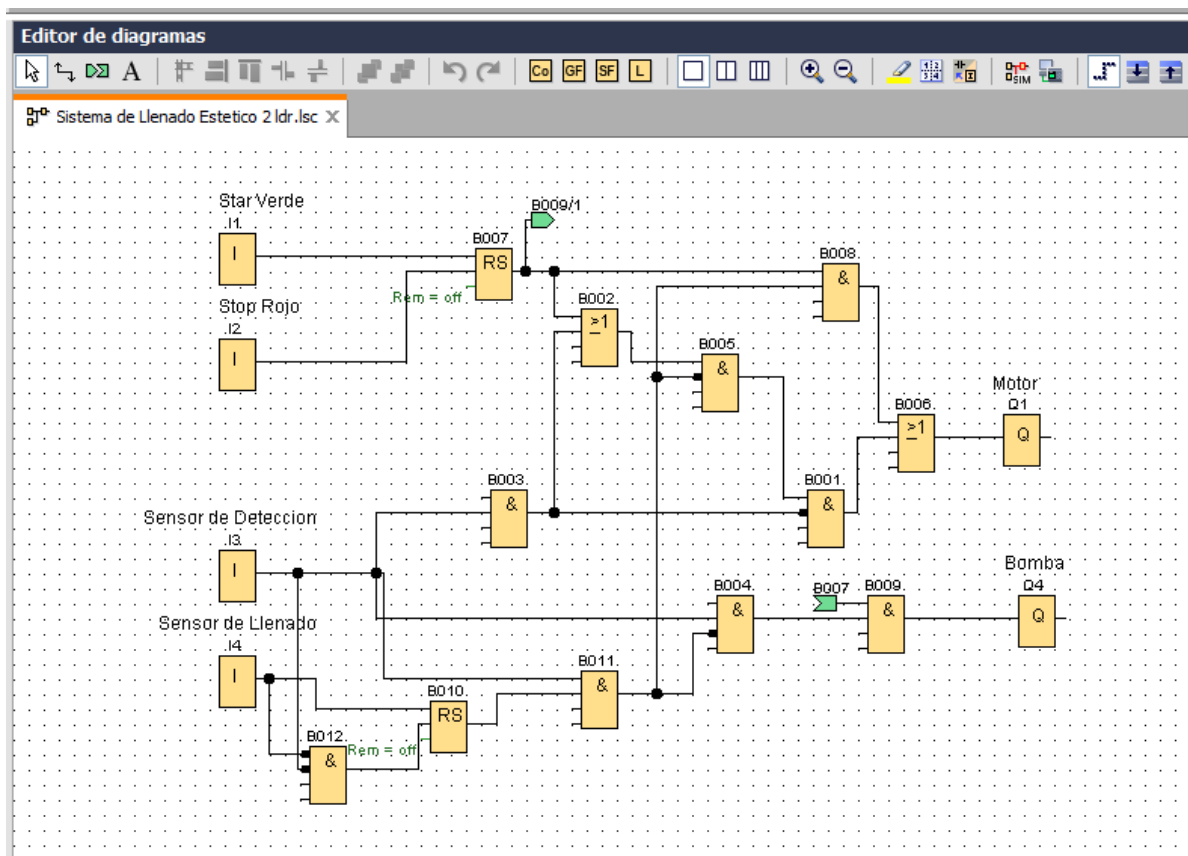 Editor de diagramas
A Co GF SF L SIM
Sistema de Llenado Estetico 2 ldr.lsc
Star Verde
I1
I
B009/1
B007
RS
Rem = off
B008
&
Stop Rojo
I2
I
B002
>1
B005
&
Motor
B006
Q1
>1
Q
B003
&
B001
&
Sensor de Deteccion
I3
I
Bomba
B004
&
B007
B009
&
Q4
Q
Sensor de Llenado
I4
I
B011
&
B010
RS
Rem = off
B012
&